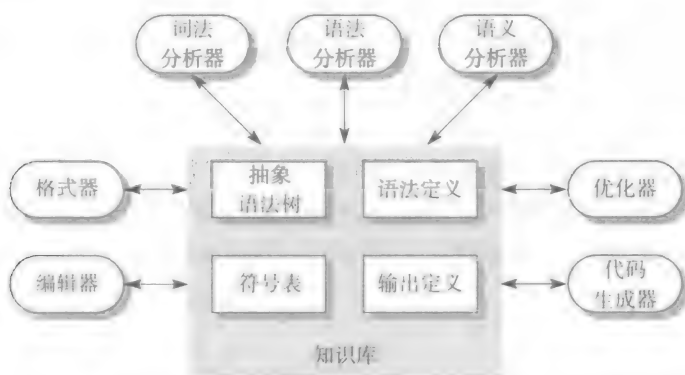 词法
分析器
语法
分析器
语义
分析器
格式器
抽象
语法树
语法定义
优化器
编辑器
符号表
输出定义
代码
生成器
知识库